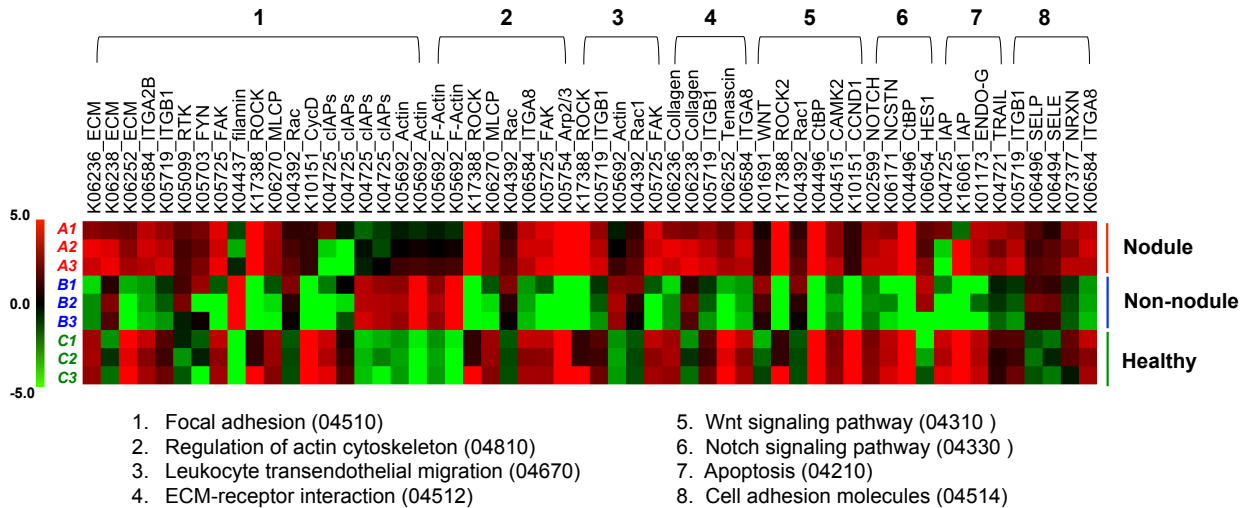 1 2 3 4 5 6 7 8
K06236_ECM
K06238_ECM
K06252_ECM
K06584_ITGA2B
K05719_ITGB1
K05099_RTK
K05703_FYN
K05725_FAK
K04437_filamin
K17388_ROCK
K06270_MLCP
K04392_Rac
K10151_CycD
K04725_cIAPs
K04725_cIAPs
K04725_cIAPs
K04725_cIAPs
K05692_Actin
K05692_Actin
K05692_F-Actin
K05692_F-Actin
K17388_ROCK
K06270_MLCP
K04392_Rac
K06584_ITGA8
K05725_FAK
K05754_Arp2/3
K17388_ROCK
K05719_ITGB1
K05692_Actin
K04392_Rac1
K05725_FAK
K06236_Collagen
K06238_Collagen
K05719_ITGB1
K06252_Tenascin
K06584_ITGA8
K01691_WNT
K17388_ROCK2
K04392_Rac1
K04496_CtBP
K04515_CAMK2
K10151_CCND1
K02599_NOTCH
K06171_NCSTN
K04496_CtBP
K06054_HES1
K04725_IAP
K16061_IAP
K01173_ENDO-G
K04721_TRAIL
K05719_ITGB1
K06496_SELP
K06494_SELE
K07377_NRXN
K06584_ITGA8
5.0
0.0
-5.0
A1
A2
A3
B1
B2
B3
C1
C2
C3
Nodule
Non-nodule
Healthy
1. Focal adhesion (04510)
2. Regulation of actin cytoskeleton (04810)
3. Leukocyte transendothelial migration (04670)
4. ECM-receptor interaction (04512)
5. Wnt signaling pathway (04310 )
6. Notch signaling pathway (04330 )
7. Apoptosis (04210)
8. Cell adhesion molecules (04514)